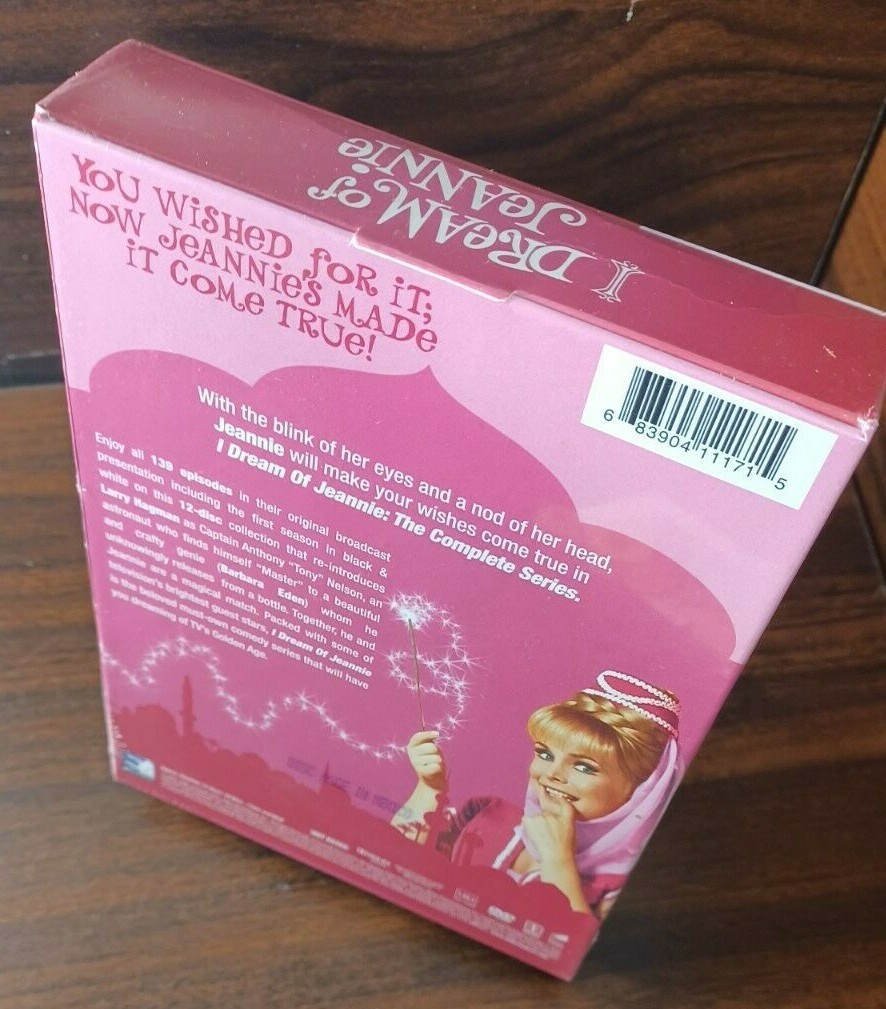 I DREAM of
JEANNIE
YOU WiSHeD foR iT;
NOW JEANNiE'S MADe
iT COMe TRUe!
With the blink of her eyes and a nod of her head,
Jeannie will make your wishes come true in
I Dream Of Jeannie: The Complete Series.
Enjoy all 139 episodes in their original broadcast
presentation including the first season in black &
white on this 12-disc collection that re-introduces
Larry Hagman as Captain Anthony "Tony" Nelson, an
astronaut who finds himself "Master" to a beautiful
and crafty genie (Barbara Eden) whom he
unknowingly releases from a bottle. Together, he and
Jeannie are a magical match. Packed with some of
television's brightest guest stars, I Dream Of Jeannie
is the beloved must-own comedy series that will have
you dreaming of TV's Golden Age.
6 83904 11171 5